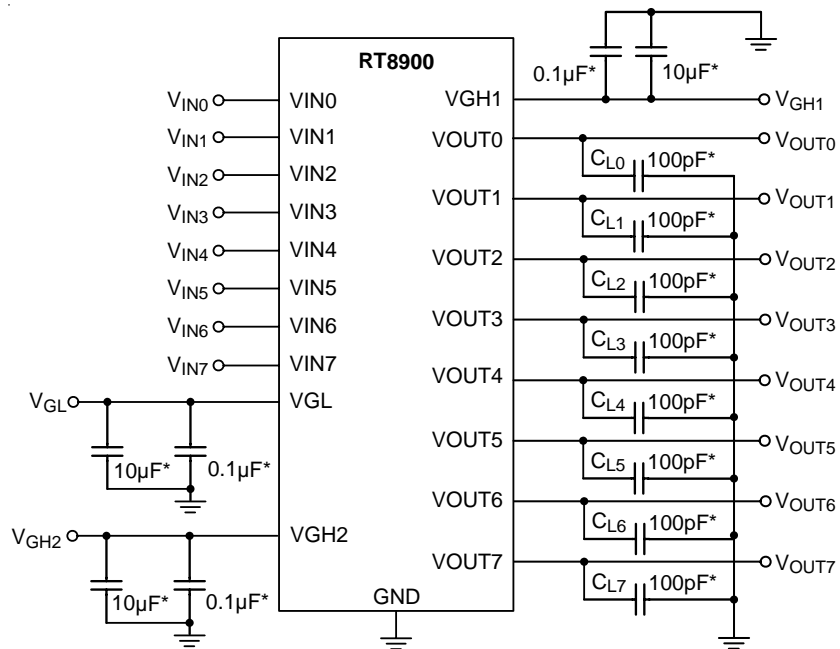 RT8900
0.1µF* 10µF*
VGH1 VGH1
VIN0 VIN0
VOUT0 VOUT0
CL0 100pF*
VIN1 VIN1
VIN2 VIN2
VOUT1 VOUT1
CL1 100pF*
VIN3 VIN3
VIN4 VIN4
VOUT2 VOUT2
CL2 100pF*
VIN5 VIN5
VIN6 VIN6
VOUT3 VOUT3
CL3 100pF*
VIN7 VIN7
VOUT4 VOUT4
CL4 100pF*
VGL VGL
10µF* 0.1µF*
VOUT5 VOUT5
CL5 100pF*
VOUT6 VOUT6
CL6 100pF*
VGH2 VGH2
10µF* 0.1µF*
VOUT7 VOUT7
CL7 100pF*
GND